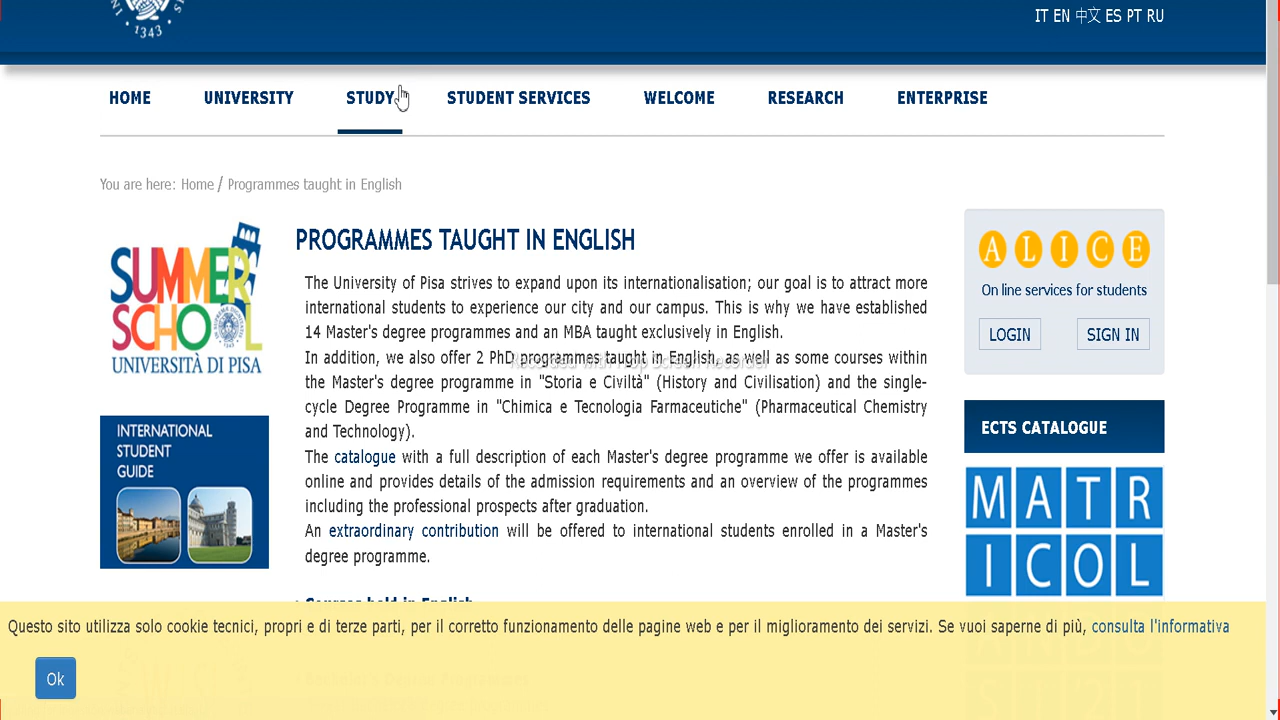 1343
IT EN 中文 ES PT RU
HOME UNIVERSITY STUDY STUDENT SERVICES WELCOME RESEARCH ENTERPRISE
You are here: Home / Programmes taught in English
SUMMER
SCHOOL
UNIVERSITÀ DI PISA
INTERNATIONAL
STUDENT
GUIDE
PROGRAMMES TAUGHT IN ENGLISH
The University of Pisa strives to expand upon its internationalisation; our goal is to attract more
international students to experience our city and our campus. This is why we have established
14 Master's degree programmes and an MBA taught exclusively in English.
In addition, we also offer 2 PhD programmes taught in English, as well as some courses within
the Master's degree programme in "Storia e Civiltà" (History and Civilisation) and the single-
cycle Degree Programme in "Chimica e Tecnologia Farmaceutiche" (Pharmaceutical Chemistry
and Technology).
The catalogue with a full description of each Master's degree programme we offer is available
online and provides details of the admission requirements and an overview of the programmes
including the professional prospects after graduation.
An extraordinary contribution will be offered to international students enrolled in a Master's
degree programme.
ALICE
On line services for students
LOGIN SIGN IN
ECTS CATALOGUE
MATR
ICOL
Questo sito utilizza solo cookie tecnici, propri e di terze parti, per il corretto funzionamento delle pagine web e per il miglioramento dei servizi. Se vuoi saperne di più, consulta l'informativa
Ok